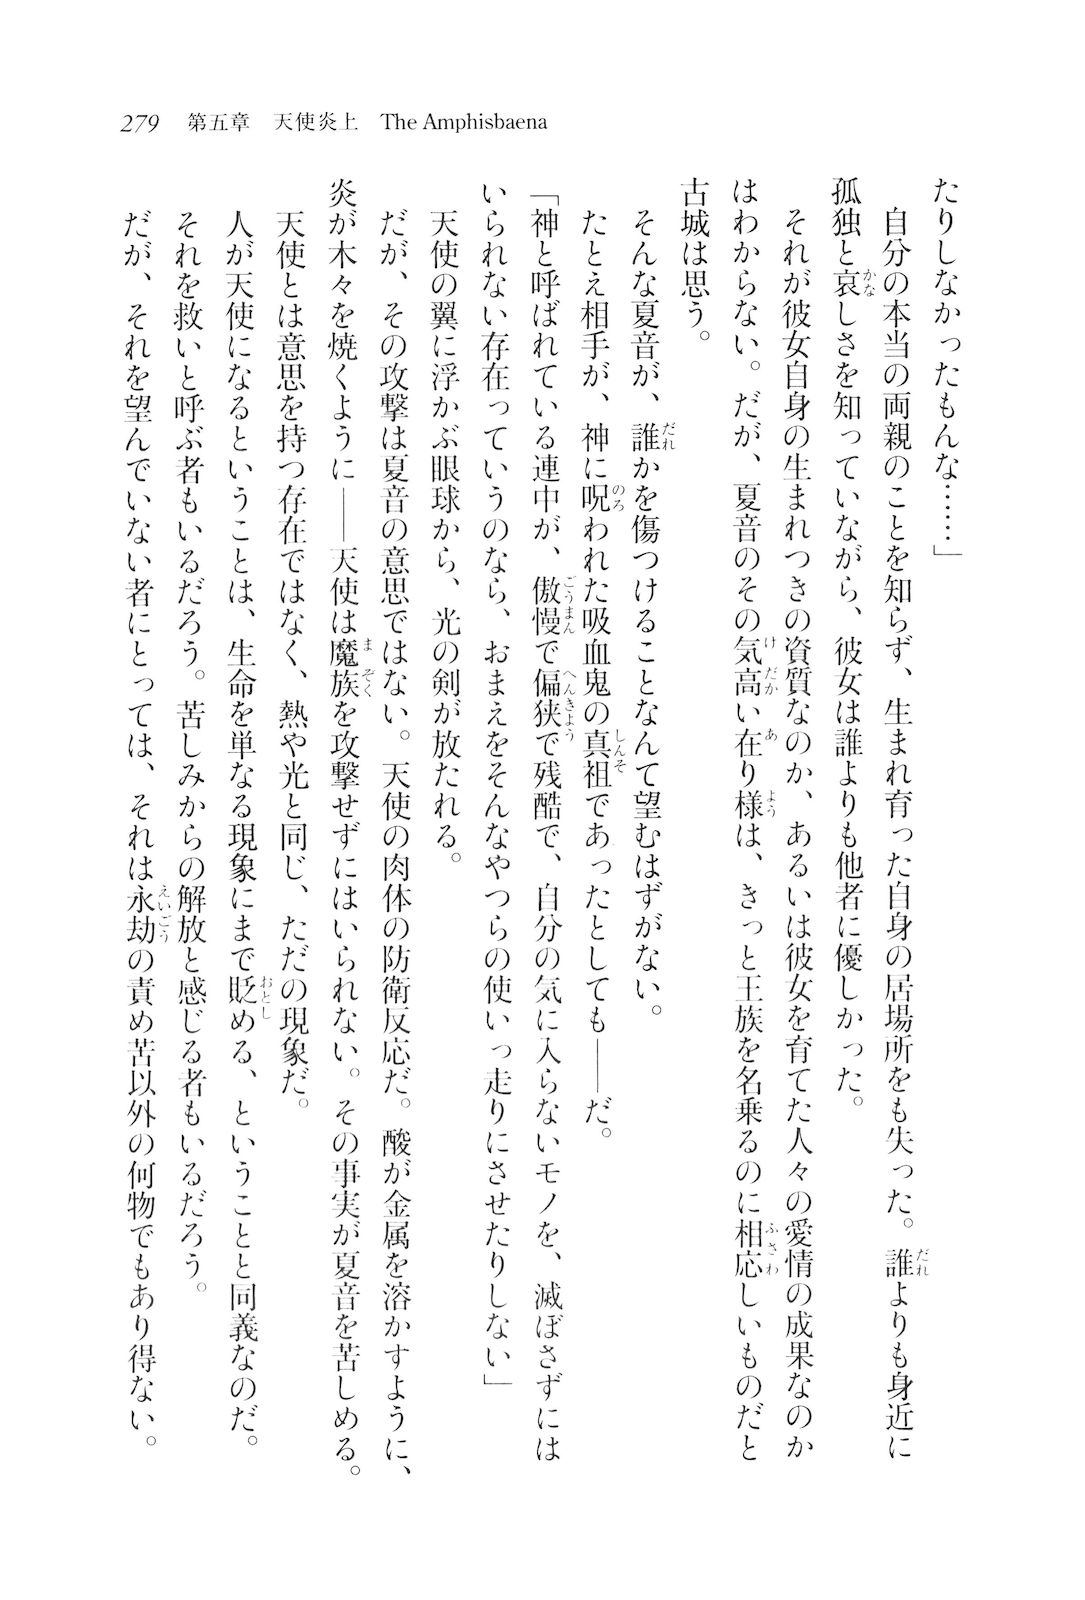 279 第五章 天使炎上 The Amphisbaena
たりしなかったもんな……」
自分の本当の両親のことを知らず、生まれ育った自身の居場所をも失った。誰よりも身近に
孤独と哀しさを知っていながら、彼女は誰よりも他者に優しかった。
それが彼女自身の生まれつきの資質なのか、あるいは彼女を育てた人々の愛情の成果なのか
はわからない。だが、夏音のその気高い在り様は、きっと王族を名乗るのに相応しいものだと
古城は思う。
そんな夏音が、誰かを傷つけることなんて望むはずがない。
たとえ相手が、神に呪われた吸血鬼の真祖であったとしても――だ。
「神と呼ばれている連中が、傲慢で偏狭で残酷で、自分の気に入らないモノを、滅ぼさずには
いられない存在っていうのなら、おまえをそんなやつらの使いっ走りにさせたりしない」
天使の翼に浮かぶ眼球から、光の剣が放たれる。
だが、その攻撃は夏音の意思ではない。天使の肉体の防衛反応だ。酸が金属を溶かすように、
炎が木々を焼くように――天使は魔族を攻撃せずにはいられない。その事実が夏音を苦しめる。
天使とは意思を持つ存在ではなく、熱や光と同じ、ただの現象だ。
人が天使になるということは、生命を単なる現象にまで貶める、ということと同義なのだ。
それを救いと呼ぶ者もいるだろう。苦しみからの解放と感じる者もいるだろう。
だが、それを望んでいない者にとっては、それは永劫の責め苦以外の何物でもあり得ない。